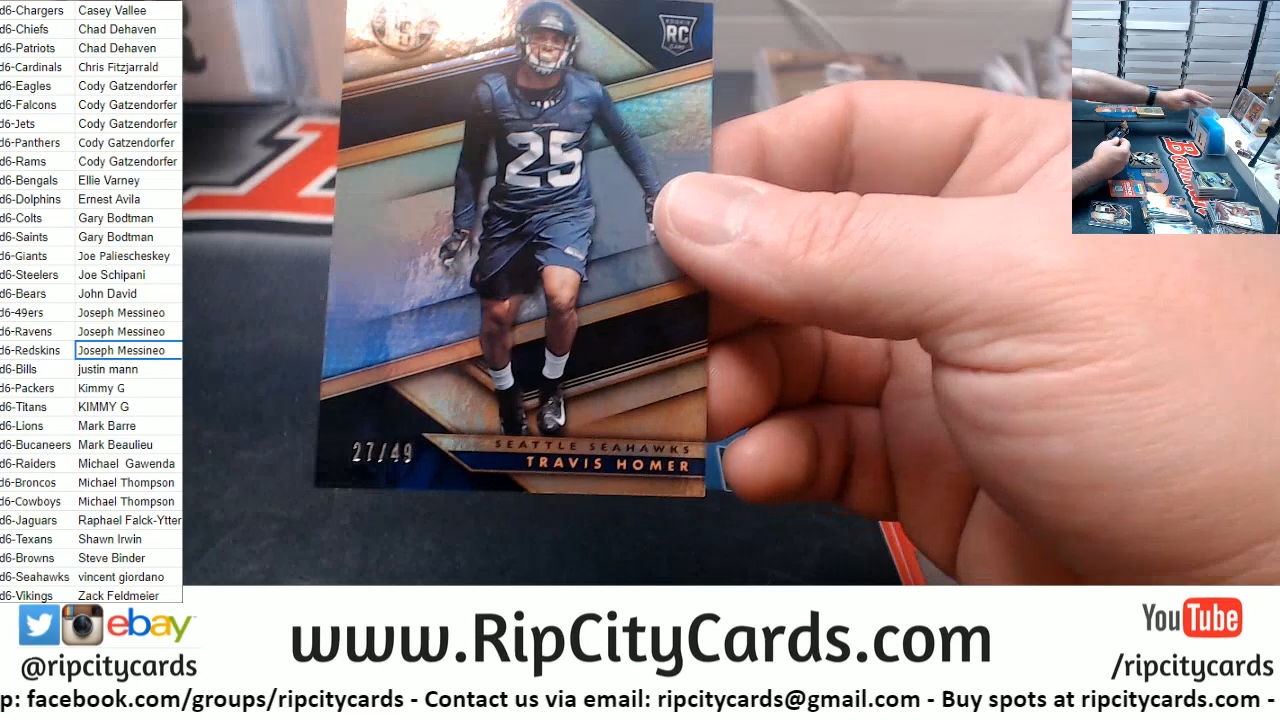 d6-Chargers Casey Vallee
d6-Chiefs Chad Dehaven
d6-Patriots Chad Dehaven
d6-Cardinals Chris Fitzjarrald
d6-Eagles Cody Gatzendorfer
d6-Falcons Cody Gatzendorfer
d6-Jets Cody Gatzendorfer
d6-Panthers Cody Gatzendorfer
d6-Rams Cody Gatzendorfer
d6-Bengals Ellie Varney
d6-Dolphins Ernest Avila
d6-Colts Gary Bodtman
d6-Saints Gary Bodtman
d6-Giants Joe Paliescheskey
d6-Steelers Joe Schipani
d6-Bears John David
d6-49ers Joseph Messineo
d6-Ravens Joseph Messineo
d6-Redskins Joseph Messineo
d6-Bills justin mann
d6-Packers Kimmy G
d6-Titans KIMMY G
d6-Lions Mark Barre
d6-Bucaneers Mark Beaulieu
d6-Raiders Michael Gawenda
d6-Broncos Michael Thompson
d6-Cowboys Michael Thompson
d6-Jaguars Raphael Falck-Ytter
d6-Texans Shawn Irwin
d6-Browns Steve Binder
d6-Seahawks vincent giordano
d6-Vikings Zack Feldmeier
RC
25
27/49
SEATTLE SEAHAWKS
TRAVIS HOMER
ebay
@ripcitycards
www.RipCityCards.com
YouTube
/ripcitycards
p: facebook.com/groups/ripcitycards - Contact us via email: ripcitycards@gmail.com - Buy spots at ripcitycards.com -